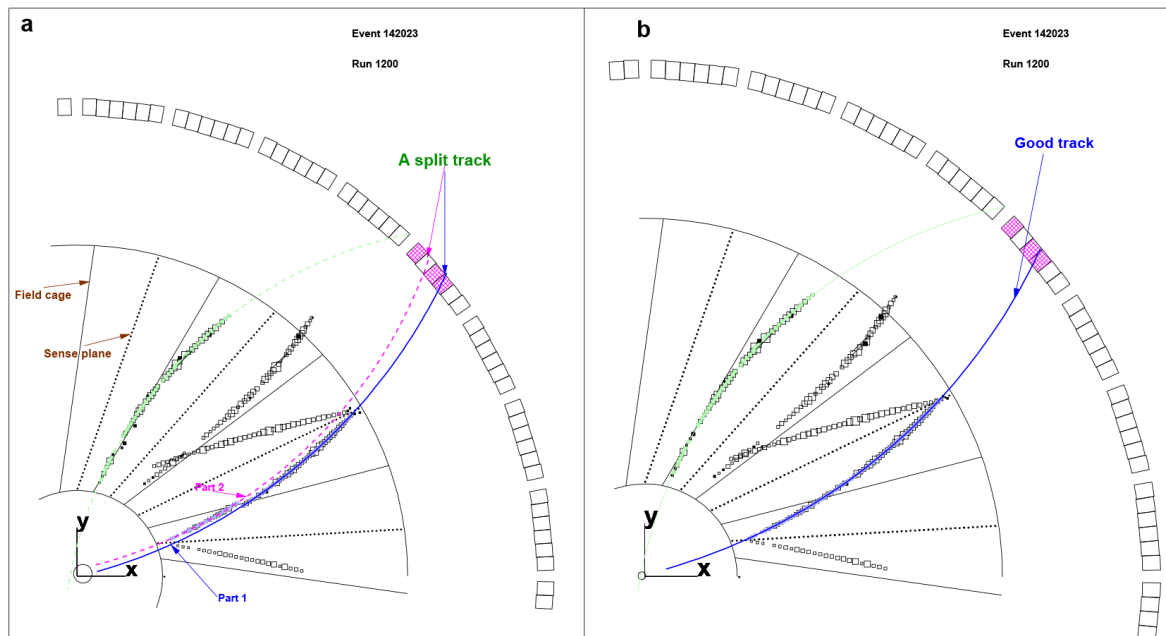 a
Event 142023
Run 1200
A split track
Field cage
Sense plane
Part 2
y
x
Part 1
b
Event 142023
Run 1200
Good track
y
x